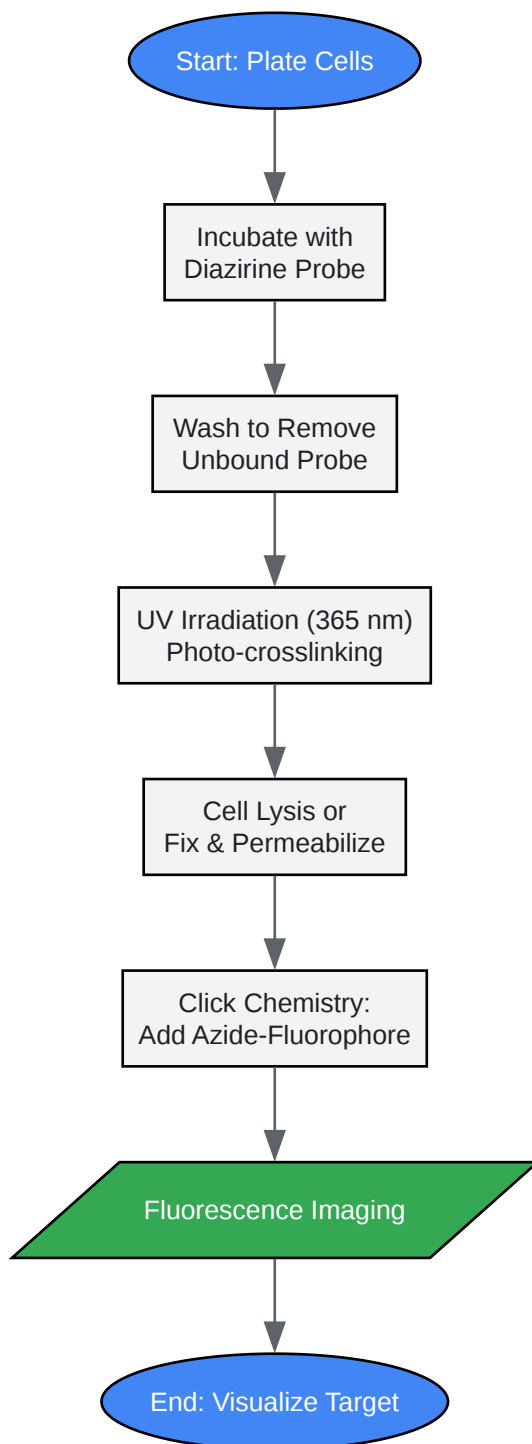 Start: Plate Cells
Incubate with
Diazirine Probe
Wash to Remove
Unbound Probe
UV Irradiation (365 nm)
Photo-crosslinking
Cell Lysis or
Fix & Permeabilize
Click Chemistry:
Add Azide-Fluorophore
Fluorescence Imaging
End: Visualize Target